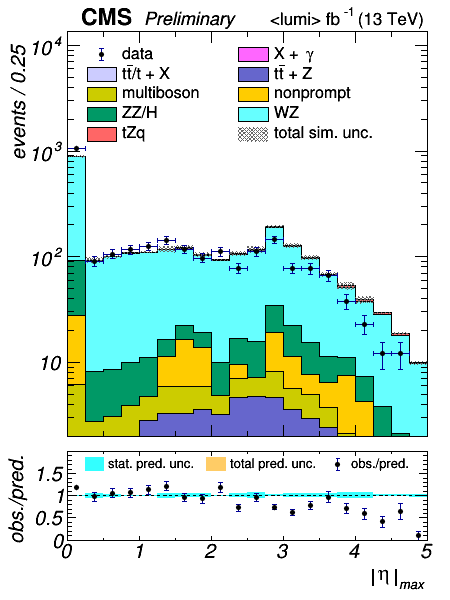 CMS Preliminary <lumi> fb⁻¹ (13 TeV)
events / 0.25
10⁴
10³
10²
10
data
X + γ
tt̄/t + X
tt̄ + Z
multiboson
nonprompt
ZZ/H
WZ
tZq
total sim. unc.
obs./pred.
1.5
1
0.5
0
stat. pred. unc. total pred. unc. obs./pred.
0 1 2 3 4 5
|η|max